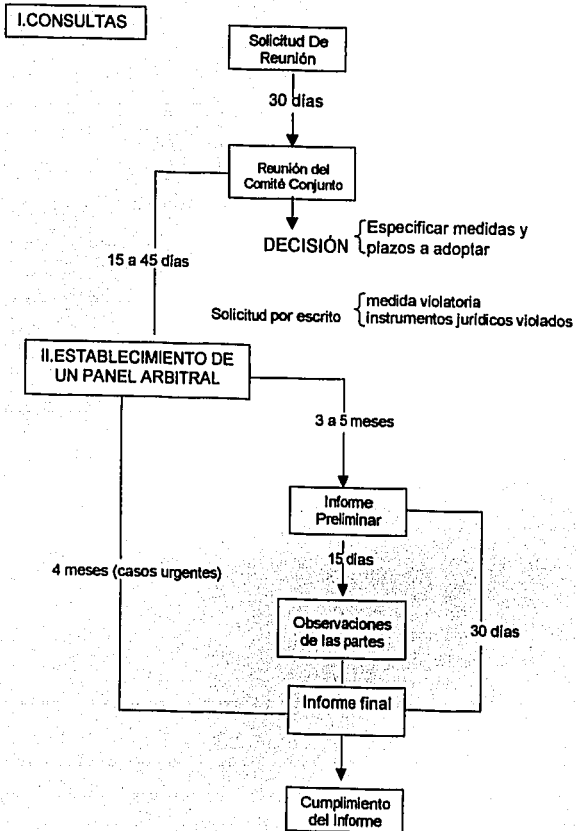 I.CONSULTAS
Solicitud De
Reunión
30 días
Reunión del
Comité Conjunto
DECISIÓN
Especificar medidas y
plazos a adoptar
15 a 45 días
Solicitud por escrito
medida violatoria
instrumentos jurídicos violados
II.ESTABLECIMIENTO DE
UN PANEL ARBITRAL
3 a 5 meses
Informe
Preliminar
15 días
4 meses (casos urgentes)
Observaciones
de las partes
30 días
Informe final
Cumplimiento
del Informe